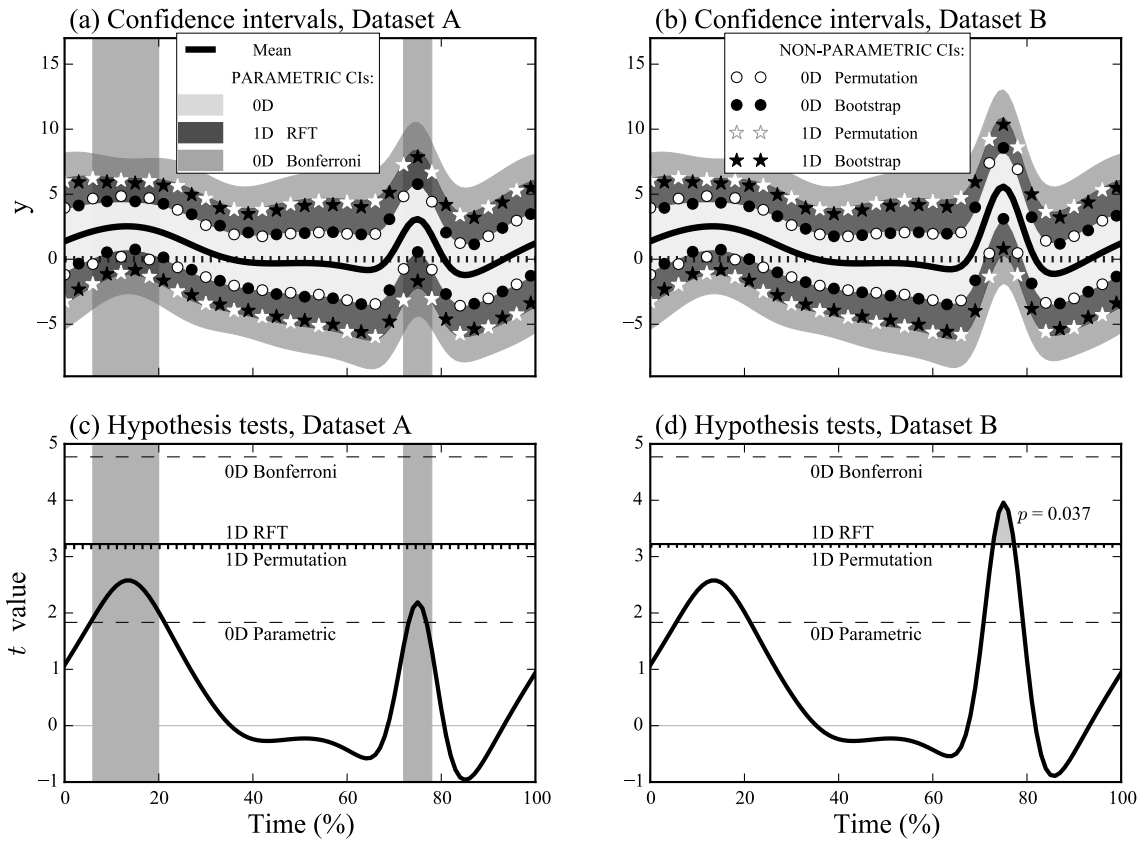 (a) Confidence intervals, Dataset A
15
10
5
0
−5
y
Mean
PARAMETRIC CIs:
0D
1D RFT
0D Bonferroni
0 20 40 60 80 100
(b) Confidence intervals, Dataset B
15
10
5
0
−5
NON-PARAMETRIC CIs:
0D Permutation
0D Bootstrap
1D Permutation
1D Bootstrap
0 20 40 60 80 100
(c) Hypothesis tests, Dataset A
5
4
3
2
1
0
−1
t value
0D Bonferroni
1D RFT
1D Permutation
0D Parametric
0 20 40 60 80 100
Time (%)
(d) Hypothesis tests, Dataset B
5
4
3
2
1
0
−1
0D Bonferroni
1D RFT
p = 0.037
1D Permutation
0D Parametric
0 20 40 60 80 100
Time (%)